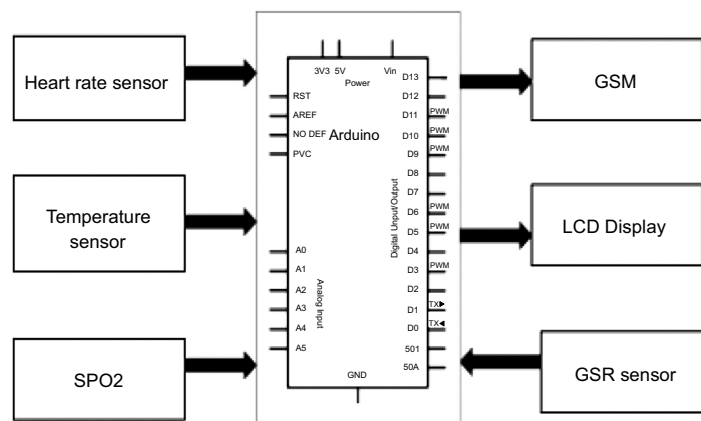 Heart rate sensor
Temperature
sensor
SPO2
3V3 5V Vin
Power
RST
AREF
NO DEF
PVC
Arduino
A0
A1
A2
A3
A4
A5
Analog Input
D13
D12
D11 PWM
D10 PWM
D9 PWM
D8
D7
D6 PWM
D5 PWM
D4
D3 PWM
D2
D1 TX
D0 TX
501
50A
Digital Unput/Output
GND
GSM
LCD Display
GSR sensor